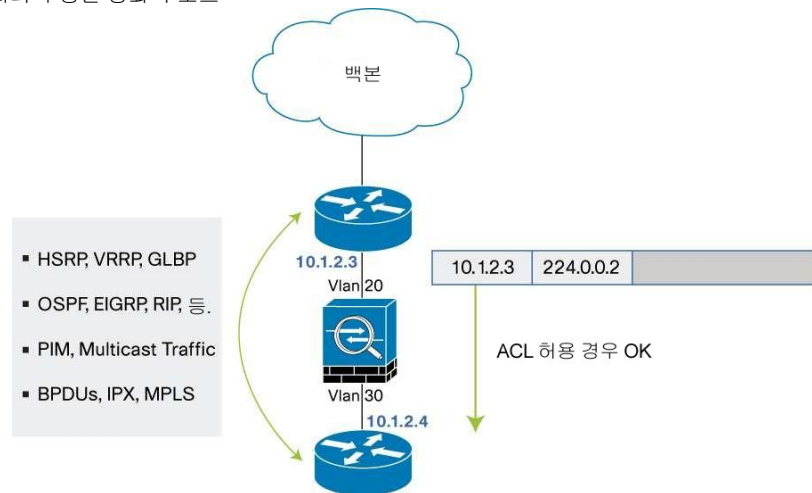 백본
HSRP, VRRP, GLBP
OSPF, EIGRP, RIP, 등.
PIM, Multicast Traffic
BPDUs, IPX, MPLS
10.1.2.3
Vlan 20
Vlan 30
10.1.2.4
10.1.2.3 224.0.0.2
ACL 허용 경우 OK